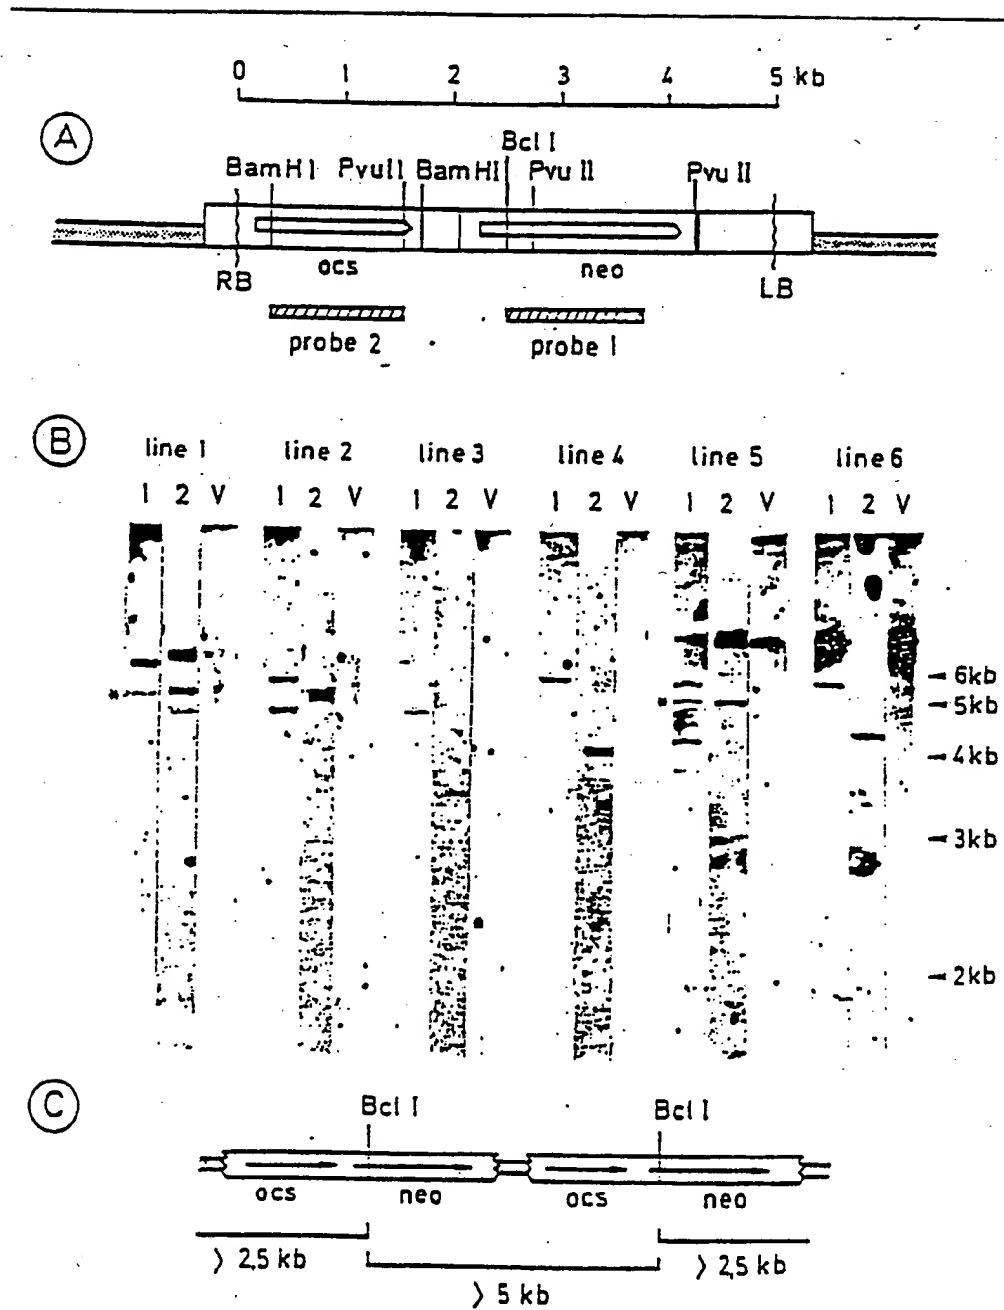 0 1 2 3 4 5 kb
A
Bcl I
BamHI PvuII BamHI Pvu II Pvu II
ocs neo
RB LB
probe 2 probe 1
B
line 1 line 2 line 3 line 4 line 5 line 6
1 2 V 1 2 V 1 2 V 1 2 V 1 2 V 1 2 V
6kb
* *
5kb
4kb
3kb
2kb
C
Bcl I Bcl I
ocs neo ocs neo
> 2,5 kb > 2,5 kb
> 5 kb